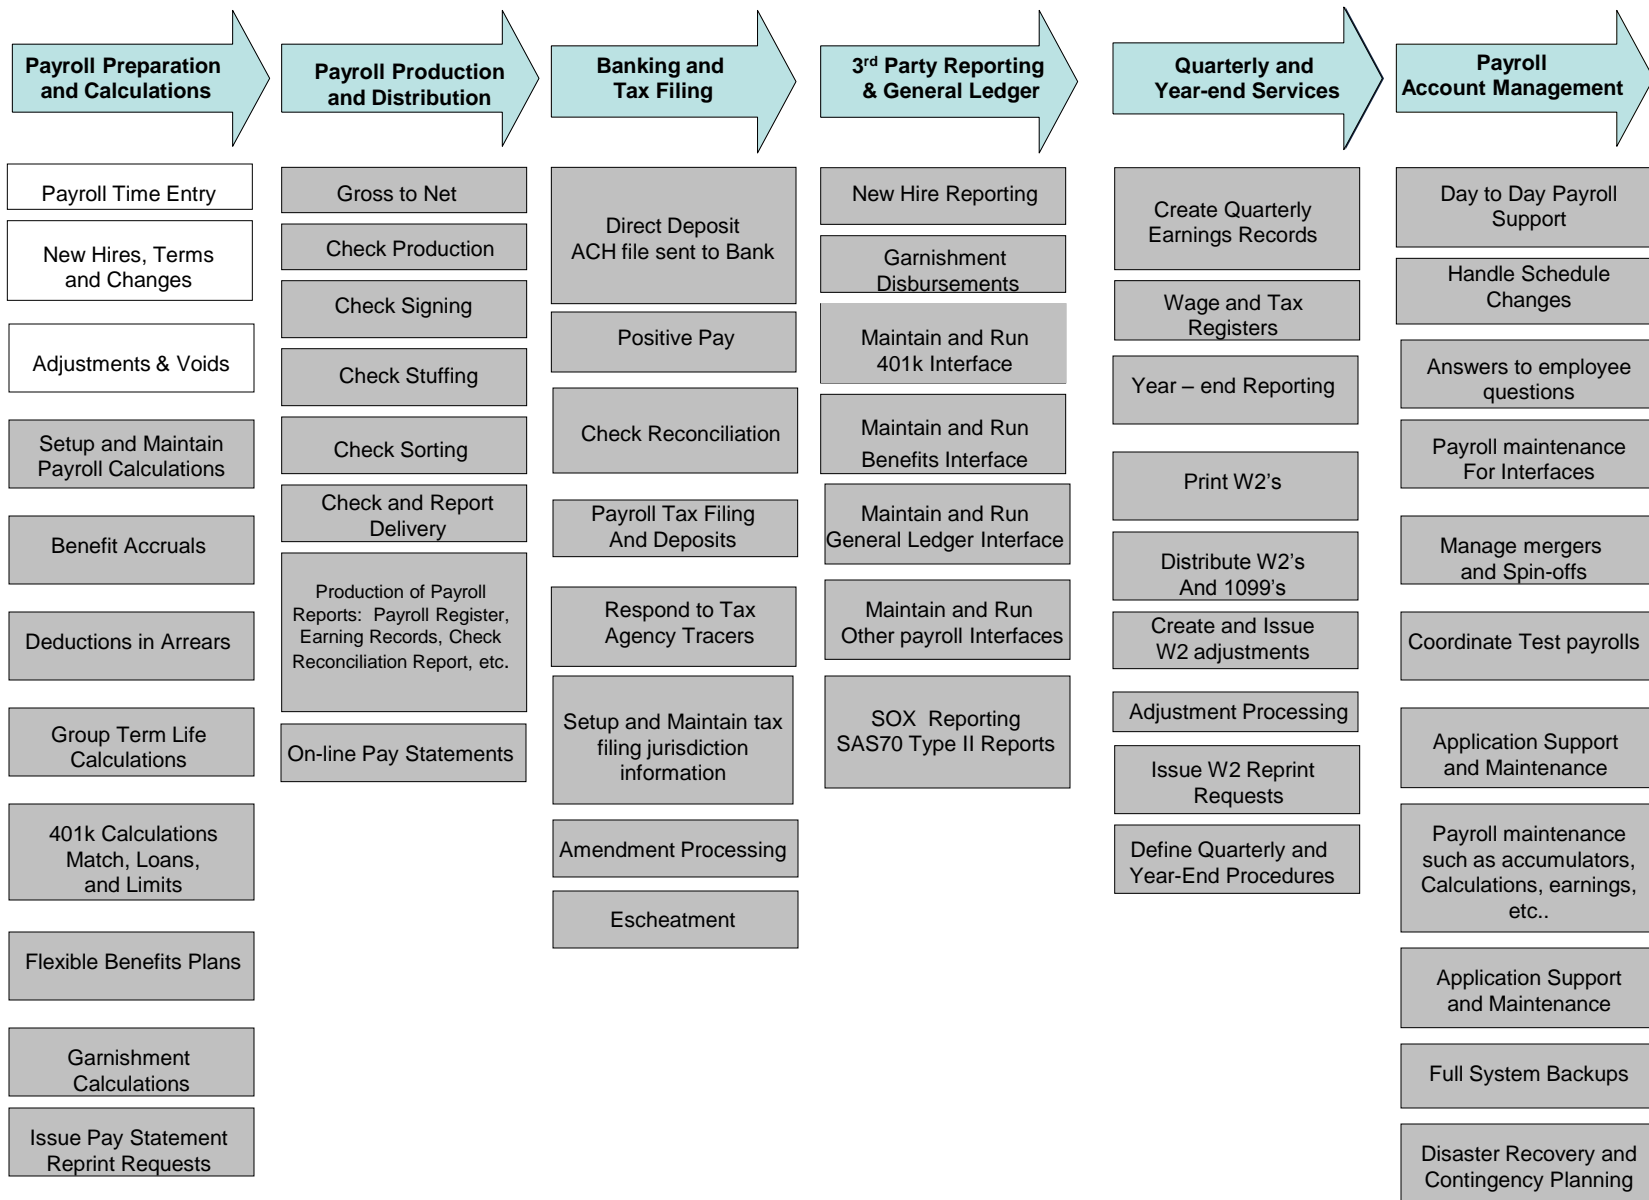 Payroll Preparation
and Calculations
Payroll Production
and Distribution
Banking and
Tax Filing
3rd Party Reporting
& General Ledger
Quarterly and
Year-end Services
Payroll
Account Management
Payroll Time Entry
New Hires, Terms
and Changes
Adjustments & Voids
Setup and Maintain
Payroll Calculations
Benefit Accruals
Deductions in Arrears
Group Term Life
Calculations
401k Calculations
Match, Loans,
and Limits
Flexible Benefits Plans
Garnishment
Calculations
Issue Pay Statement
Reprint Requests
Gross to Net
Check Production
Check Signing
Check Stuffing
Check Sorting
Check and Report
Delivery
Production of Payroll
Reports: Payroll Register,
Earning Records, Check
Reconciliation Report, etc.
On-line Pay Statements
Direct Deposit
ACH file sent to Bank
Positive Pay
Check Reconciliation
Payroll Tax Filing
And Deposits
Respond to Tax
Agency Tracers
Setup and Maintain tax
filing jurisdiction
information
Amendment Processing
Escheatment
New Hire Reporting
Garnishment
Disbursements
Maintain and Run
401k Interface
Maintain and Run
Benefits Interface
Maintain and Run
General Ledger Interface
Maintain and Run
Other payroll Interfaces
SOX Reporting
SAS70 Type II Reports
Create Quarterly
Earnings Records
Wage and Tax
Registers
Year – end Reporting
Print W2's
Distribute W2's
And 1099's
Create and Issue
W2 adjustments
Adjustment Processing
Issue W2 Reprint
Requests
Define Quarterly and
Year-End Procedures
Day to Day Payroll
Support
Handle Schedule
Changes
Answers to employee
questions
Payroll maintenance
For Interfaces
Manage mergers
and Spin-offs
Coordinate Test payrolls
Application Support
and Maintenance
Payroll maintenance
such as accumulators,
Calculations, earnings,
etc..
Application Support
and Maintenance
Full System Backups
Disaster Recovery and
Contingency Planning